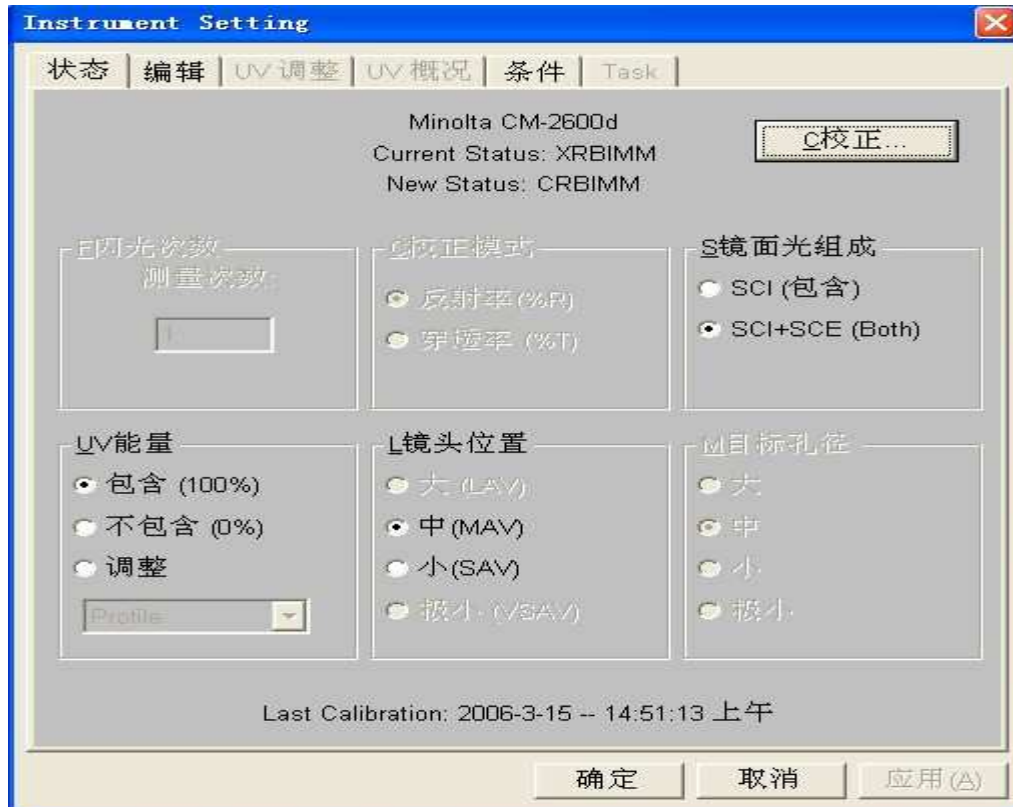 Instrument Setting
状态 编辑 UV 调整 UV 概况 条件 Task
Minolta CM-2600d
Current Status: XRBIMM
New Status: CRBIMM
C校正...
F闪光次数
测量次数:
1
C校正模式
反射率(%R)
穿透率 (%T)
S镜面光组成
SCI (包含)
SCI+SCE (Both)
UV能量
包含 (100%)
不包含 (0%)
调整
Profile
L镜头位置
大 (LAV)
中(MAV)
小(SAV)
极小 (VSAV)
M目标孔径
大
中
小
极小
Last Calibration: 2006-3-15 -- 14:51:13 上午
确定 取消 应用(A)